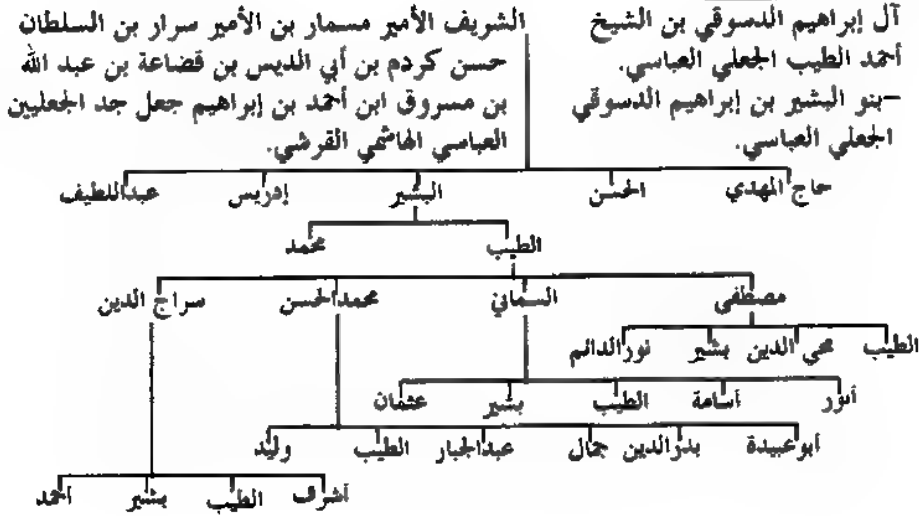 آل إبراهيم الدسوقي بن الشيخ
أحمد الطيب الجعلي العباسي.
–بنو البشير بن إبراهيم الدسوقي
الجعلي العباسي.
الشريف الأمير مسمار بن الأمير سرار بن السلطان
حسن كردم بن أبي الديس بن قضاعة بن عبد الله
بن مسروق ابن أحمد بن إبراهيم جعل جد الجعليين
العباسي الهاشمي القرشي.
حاج المهدي الحسن البشير إدريس عبداللطيف
الطيب محمد
مصطفى السماني محمدالحسن سراج الدين
الطيب محي الدين بشير نورالدائم
أنور أسامة الطيب بشير عثمان
أبوعبيدة بدرالدين جمال عبدالجبار الطيب وليد
أشرف الطيب بشير أحمد